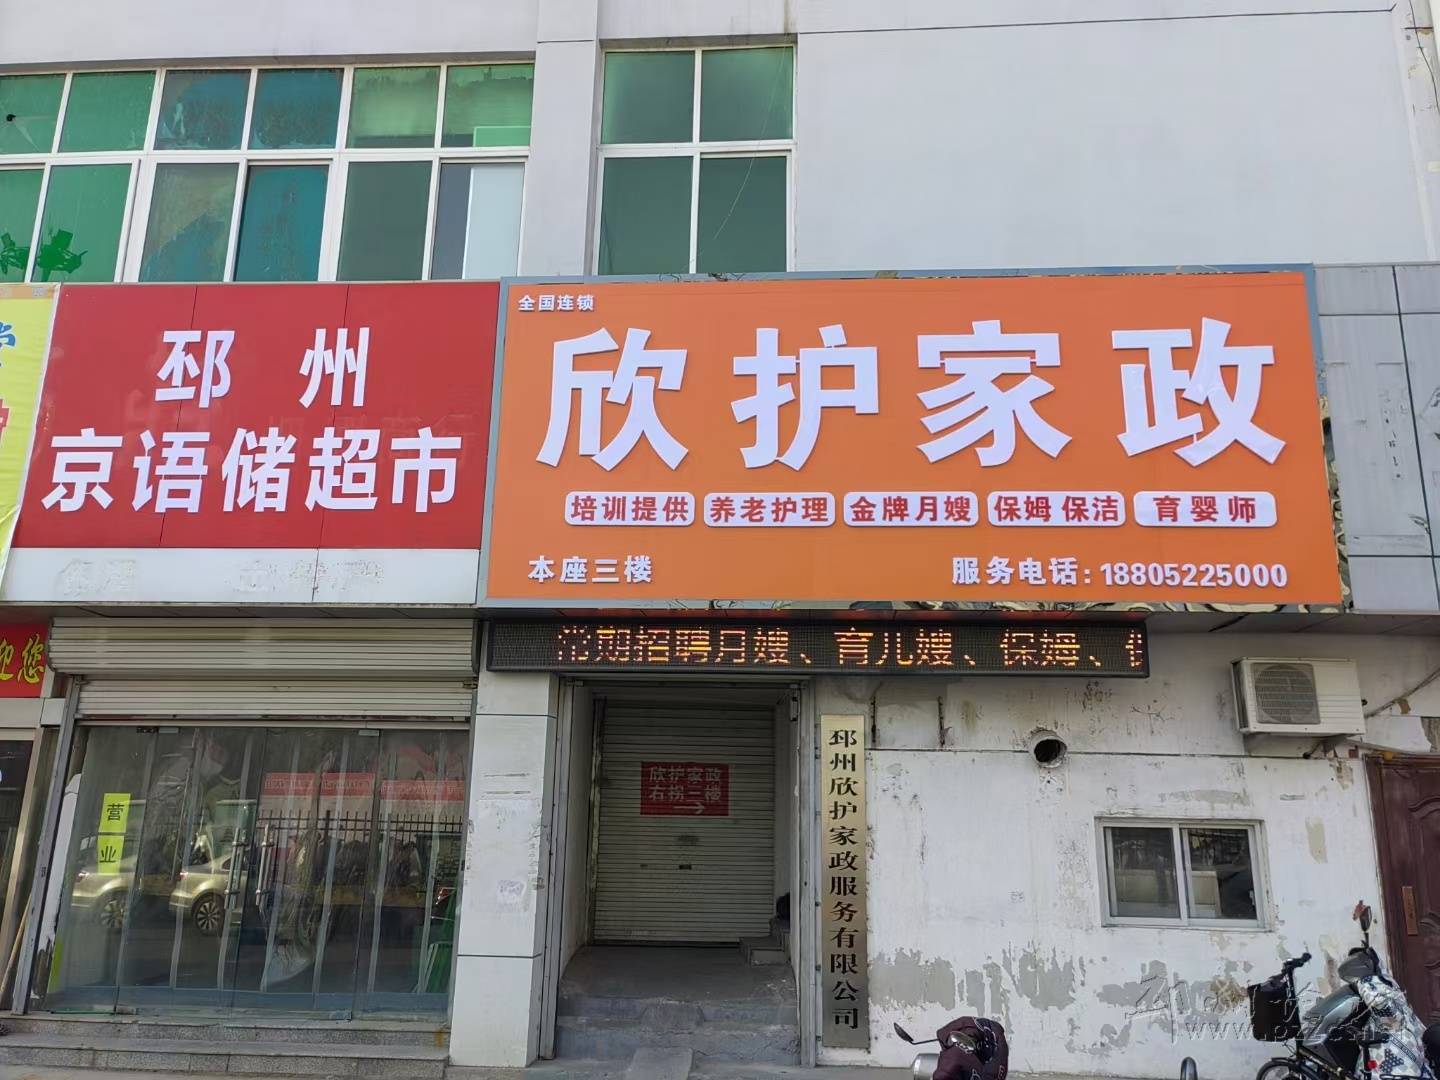 邳 州
京语储超市
全国连锁
欣护家政
培训提供 养老护理 金牌月嫂 保姆 保洁 育婴师
本座三楼
服务电话:18805225000
常期招聘月嫂、育儿嫂、保姆、
迎您
营业
欣护家政
右拐三楼
邳州欣护家政服务有限公司